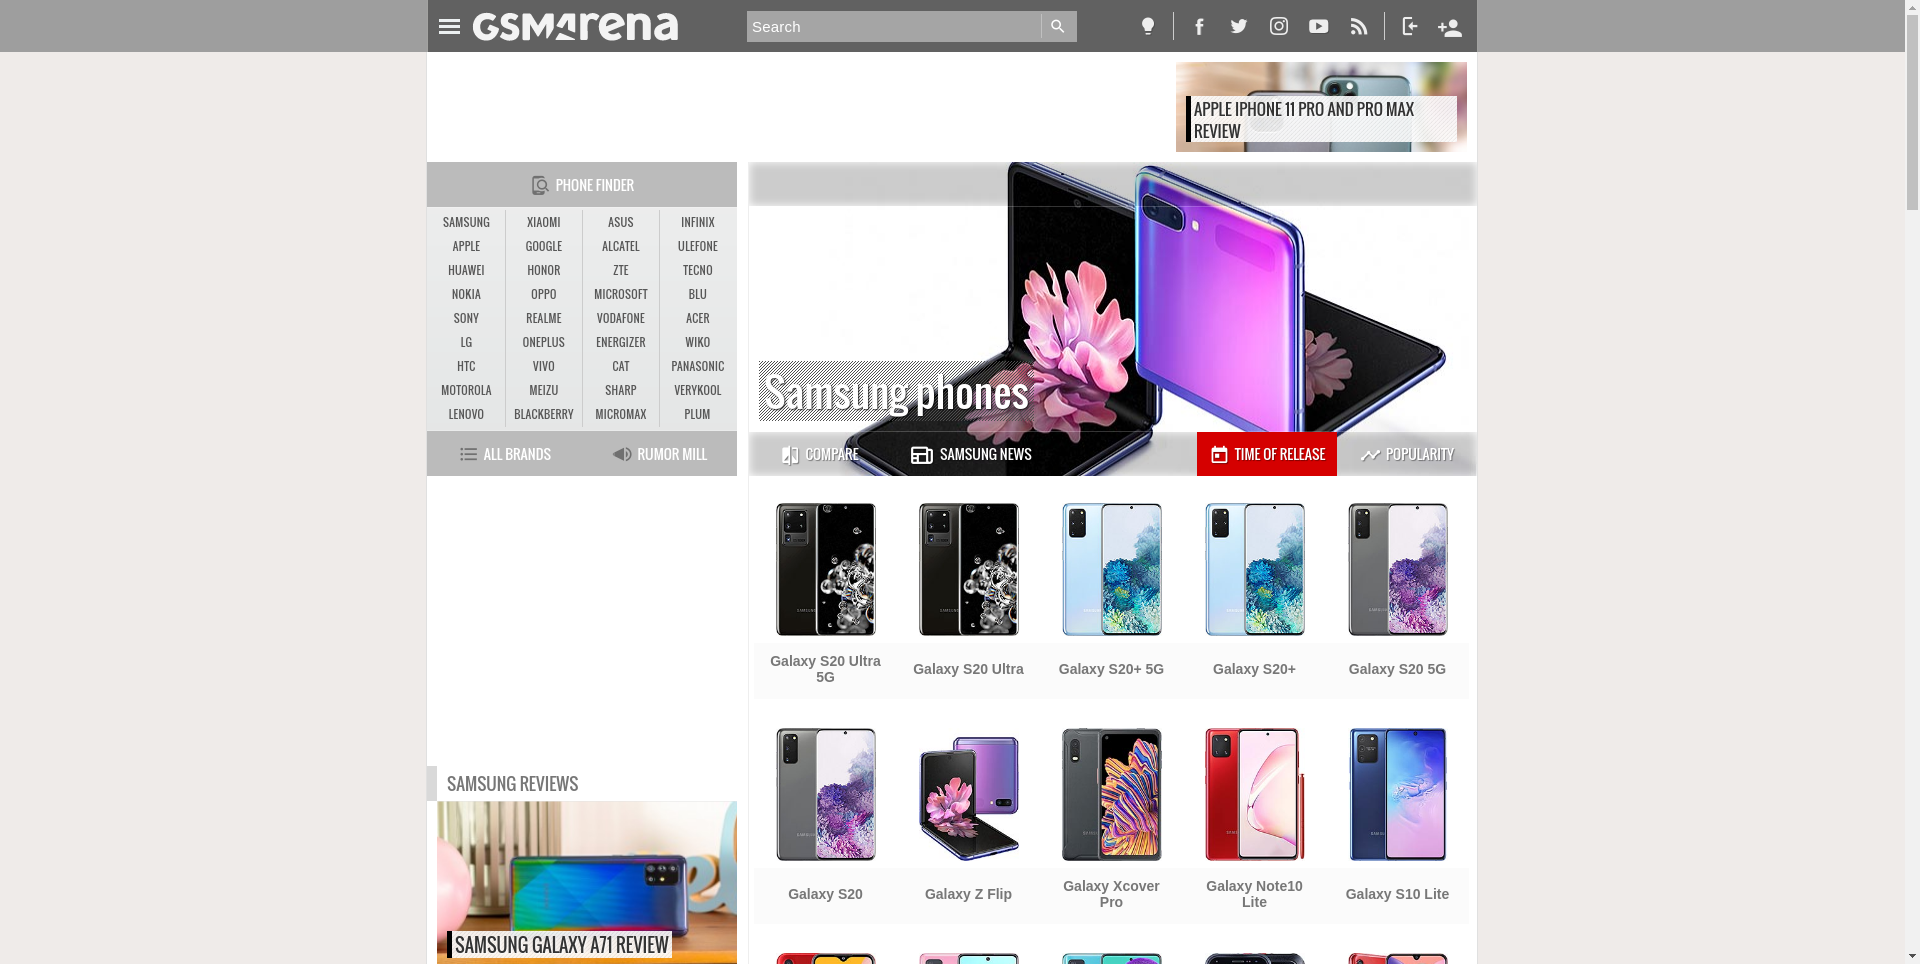 GSMArena
Search
APPLE IPHONE 11 PRO AND PRO MAX
REVIEW
PHONE FINDER
SAMSUNG XIAOMI ASUS INFINIX
APPLE GOOGLE ALCATEL ULEFONE
HUAWEI HONOR ZTE TECNO
NOKIA OPPO MICROSOFT BLU
SONY REALME VODAFONE ACER
LG ONEPLUS ENERGIZER WIKO
HTC VIVO CAT PANASONIC
MOTOROLA MEIZU SHARP VERYKOOL
LENOVO BLACKBERRY MICROMAX PLUM
ALL BRANDS RUMOR MILL
Samsung phones
COMPARE SAMSUNG NEWS TIME OF RELEASE POPULARITY
Galaxy S20 Ultra
5G
Galaxy S20 Ultra
Galaxy S20+ 5G
Galaxy S20+
Galaxy S20 5G
Galaxy S20
Galaxy Z Flip
Galaxy Xcover
Pro
Galaxy Note10
Lite
Galaxy S10 Lite
SAMSUNG REVIEWS
SAMSUNG GALAXY A71 REVIEW